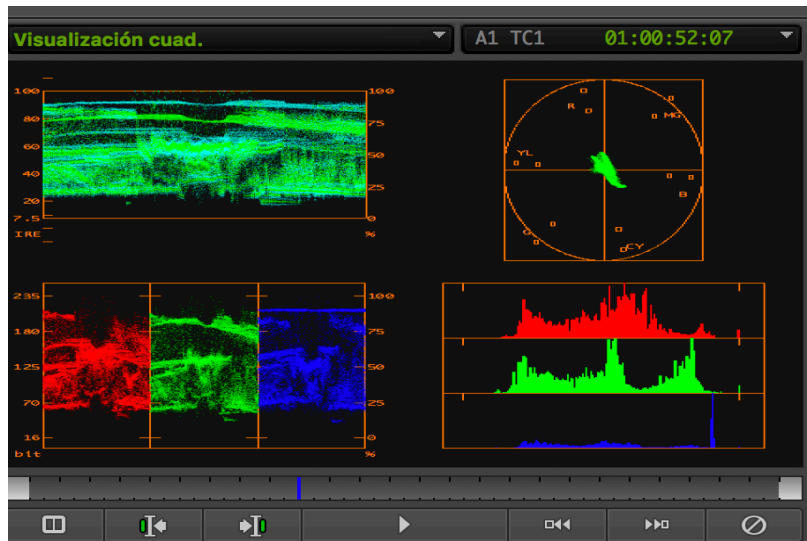 Visualización cuad.
A1 TC1 01:00:52:07
100 100
80 75
60 50
40 25
20
7.5 0
IRE %
R
MG
YL
B
G
CY
235 100
180 75
125 50
70 25
16 0
bit %